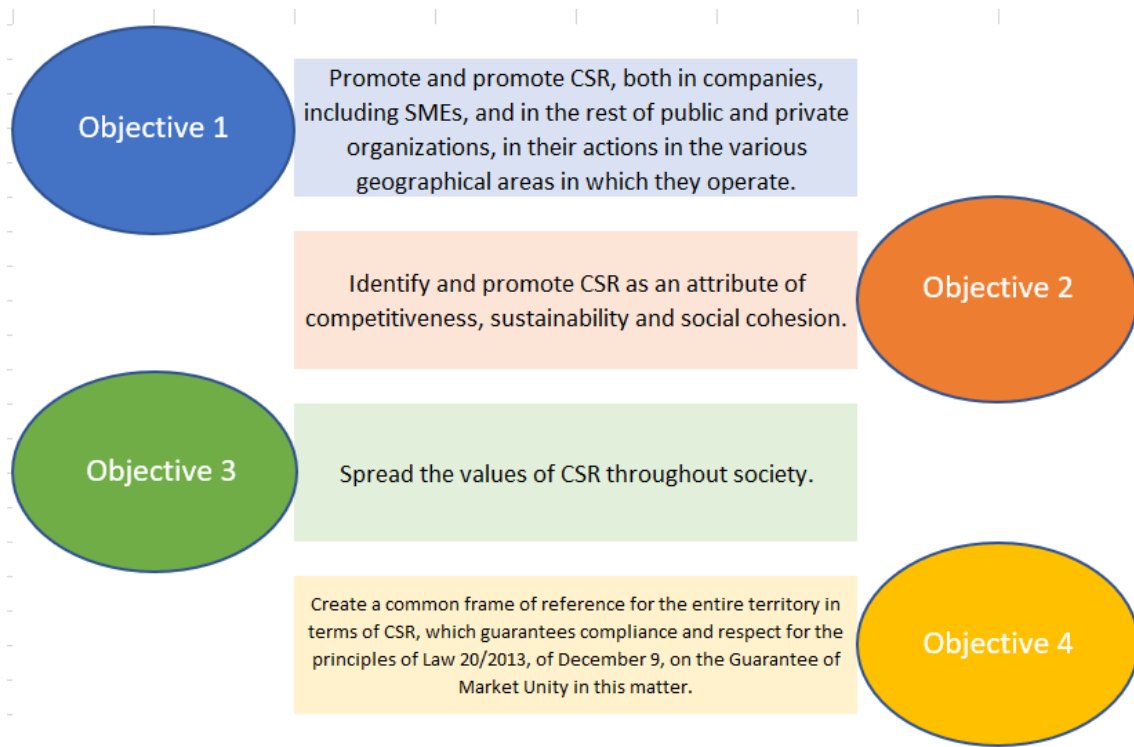 Objective 1
Promote and promote CSR, both in companies,
including SMEs, and in the rest of public and private
organizations, in their actions in the various
geographical areas in which they operate.
Objective 2
Identify and promote CSR as an attribute of
competitiveness, sustainability and social cohesion.
Objective 3
Spread the values of CSR throughout society.
Objective 4
Create a common frame of reference for the entire territory in
terms of CSR, which guarantees compliance and respect for the
principles of Law 20/2013, of December 9, on the Guarantee of
Market Unity in this matter.